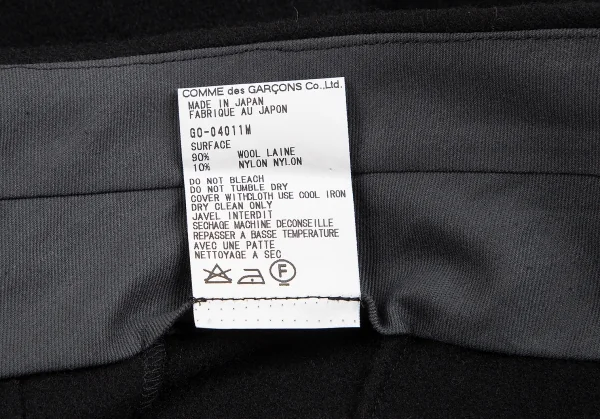 COMME des GARÇONS Co.,Ltd.
MADE IN JAPAN
FABRIQUE AU JAPON
GO-04011M
SURFACE
90% WOOL LAINE
10% NYLON NYLON
DO NOT BLEACH
DO NOT TUMBLE DRY
COVER WITHCLOTH USE COOL IRON
DRY CLEAN ONLY
JAVEL INTERDIT
SECHAGE MACHINE DECONSEILLE
REPASSER A BASSE TEMPÉRATURE
AVEC UNE PATTE
NETTOYAGE A SEC
F